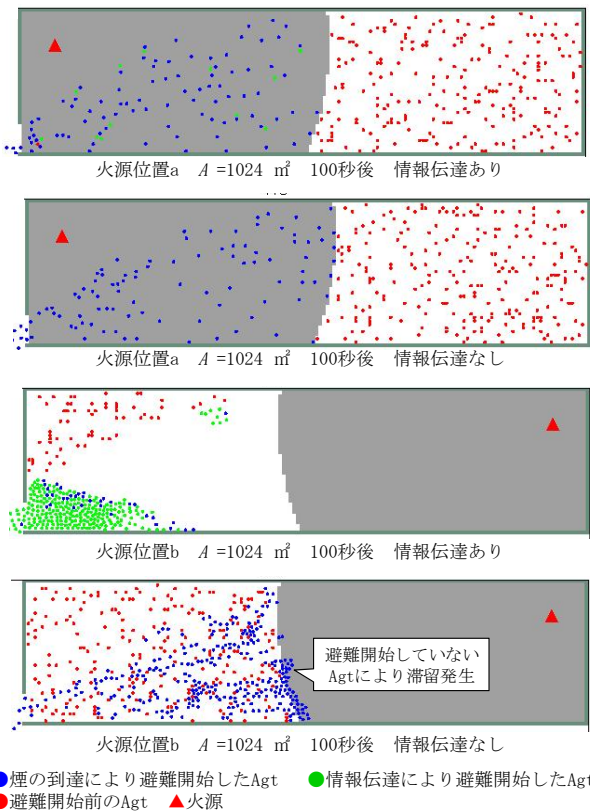 火源位置a A=1024 ㎡ 100秒後 情報伝達あり
火源位置a A=1024 ㎡ 100秒後 情報伝達なし
火源位置b A=1024 ㎡ 100秒後 情報伝達あり
避難開始していない
Agtにより滞留発生
火源位置b A=1024 ㎡ 100秒後 情報伝達なし
●煙の到達により避難開始したAgt ●情報伝達により避難開始したAgt
●避難開始前のAgt ▲火源